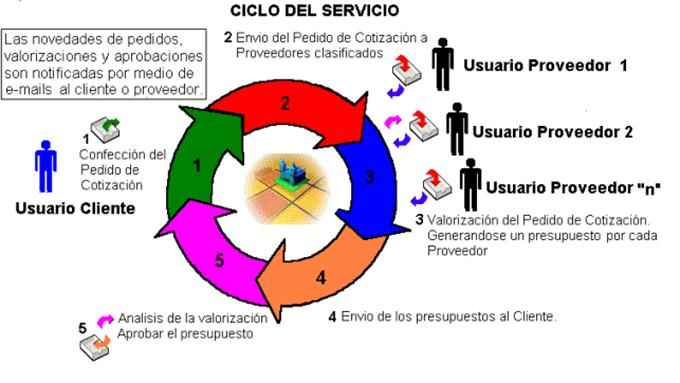 CICLO DEL SERVICIO
Las novedades de pedidos,
valorizaciones y aprobaciones
son notificadas por medio de
e-mails al cliente o proveedor.
2 Envio del Pedido de Cotización a
Proveedores clasificados
Usuario Proveedor 1
Usuario Proveedor 2
Usuario Proveedor "n"
1
Confección del
Pedido de
Cotización
Usuario Cliente
1
2
3
4
5
3 Valorización del Pedido de Cotización.
Generandose un presupuesto por cada
Proveedor
4 Envio de los presupuestos al Cliente.
5
Analisis de la valorización
Aprobar el presupuesto